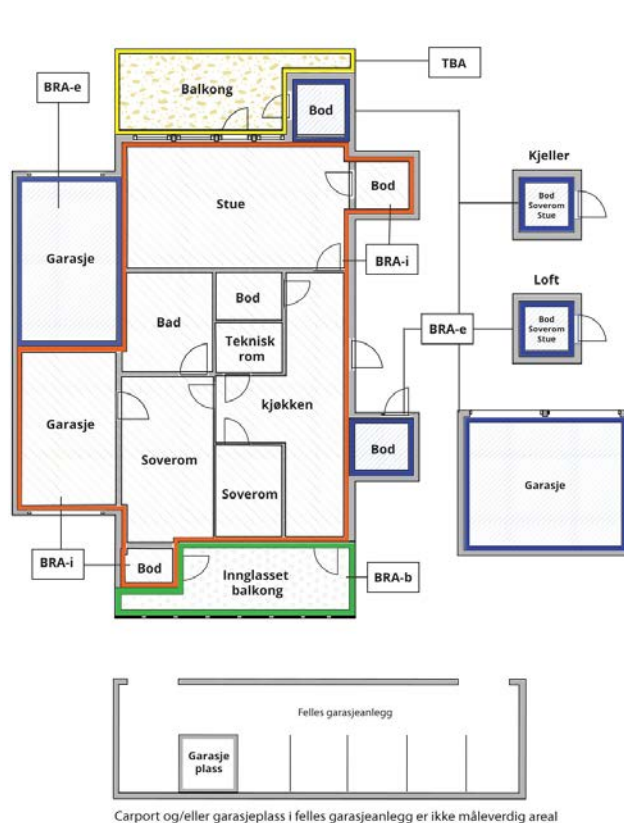 TBA
BRA-e
Balkong
Bod
Kjeller
Bod
Soverom
Stue
Stue
Bod
Garasje
BRA-i
Loft
Bod
Bad
Teknisk
rom
BRA-e
Bod
Soverom
Stue
kjøkken
Garasje
Soverom
Bod
Soverom
Garasje
BRA-i
Bod
Innglasset
balkong
BRA-b
Felles garasjeanlegg
Garasje
plass
Carport og/eller garasjeplass i felles garasjeanlegg er ikke måleverdig areal